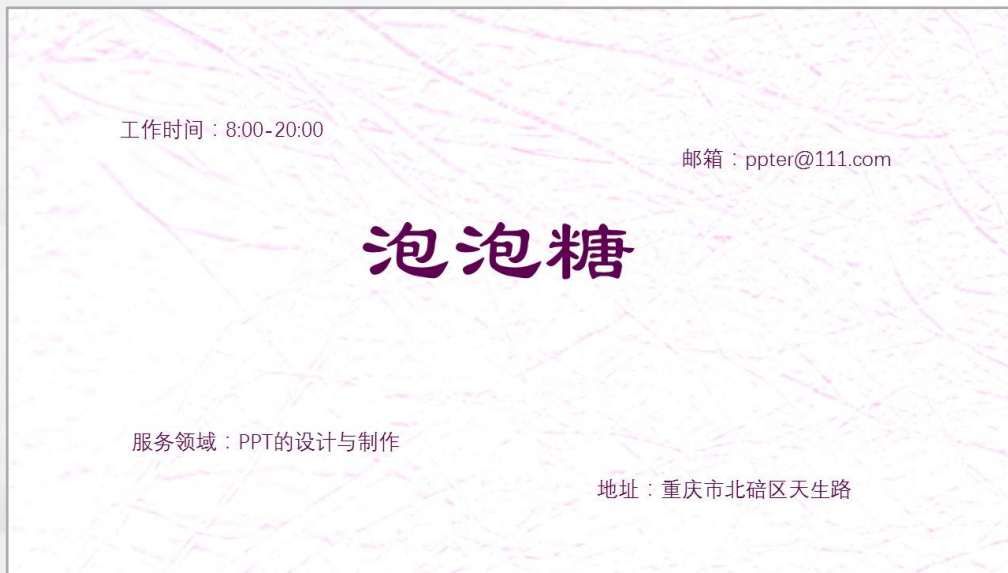 工作时间：8:00-20:00
邮箱：ppter@111.com
泡泡糖
服务领域：PPT的设计与制作
地址：重庆市北碚区天生路